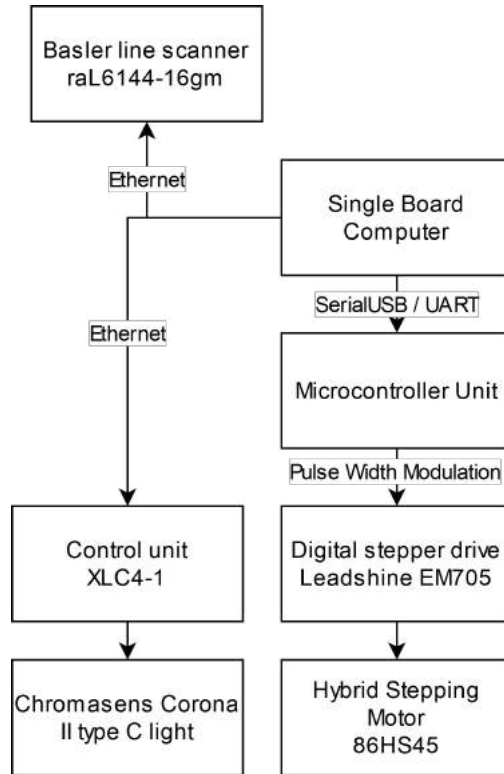 Basler line scanner
raL6144-16gm
Ethernet
Single Board
Computer
SerialUSB / UART
Ethernet
Microcontroller Unit
Pulse Width Modulation
Control unit
XLC4-1
Digital stepper drive
Leadshine EM705
Chromasens Corona
II type C light
Hybrid Stepping
Motor
86HS45